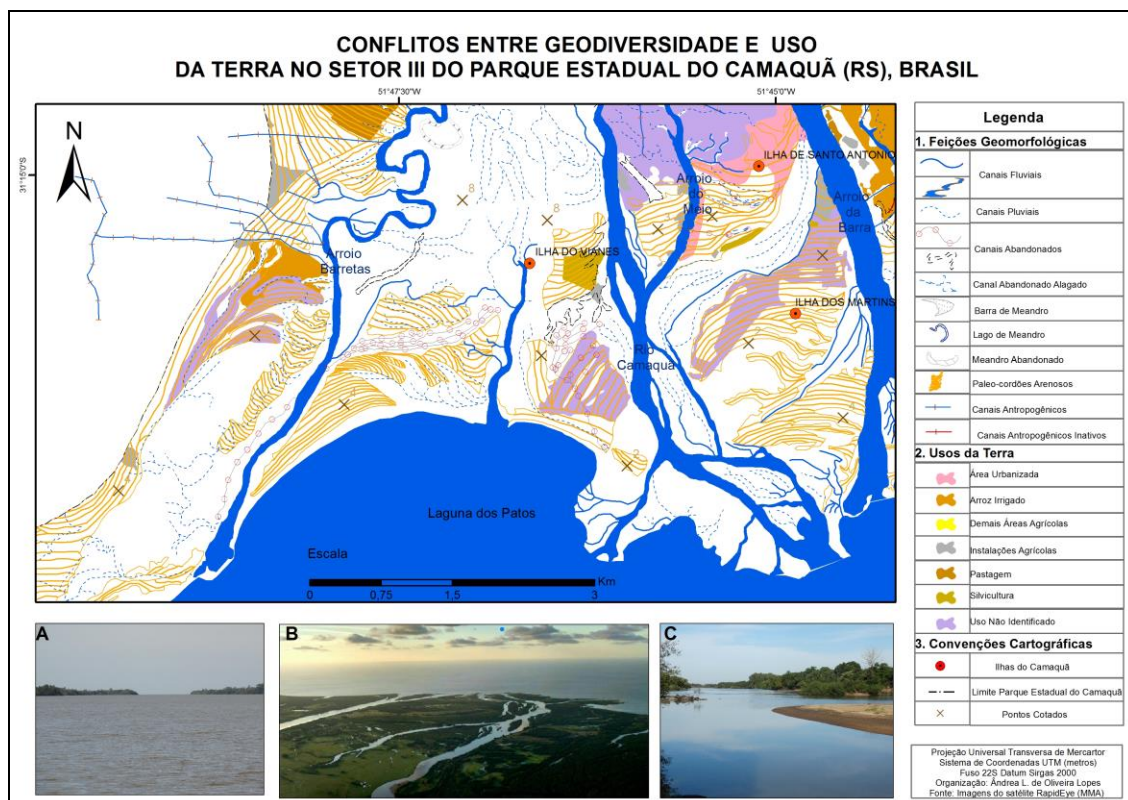 CONFLITOS ENTRE GEODIVERSIDADE E USO
DA TERRA NO SETOR III DO PARQUE ESTADUAL DO CAMAQUÃ (RS), BRASIL
51°47'30"W
51°45'0"W
31°15'0"S
N
ILHA DE SANTO ANTONIO
Arroio
do
Meio
Arroio
da
Barra
8
8
Arroio
Barretas
ILHA DO VIANES
ILHA DOS MARTINS
Rio
Camaquã
4
2
Laguna dos Patos
Escala
Km
0
0,75
1,5
3
A
B
C
Legenda
1. Feições Geomorfológicas
Canais Fluviais
Canais Pluviais
Canais Abandonados
Canal Abandonado Alagado
Barra de Meandro
Lago de Meandro
Meandro Abandonado
Paleo-cordões Arenosos
Canais Antropogênicos
Canais Antropogênicos Inativos
2. Usos da Terra
Área Urbanizada
Arroz Irrigado
Demais Áreas Agrícolas
Instalações Agrícolas
Pastagem
Silvicultura
Uso Não Identificado
3. Convenções Cartográficas
Ilhas do Camaquã
Limite Parque Estadual do Camaquã
Pontos Cotados
Projeção Universal Transversa de Mercartor
Sistema de Coordenadas UTM (metros)
Fuso 22S Datum Sirgas 2000
Organização: Ândrea L. de Oliveira Lopes
Fonte: Imagens do satélite RapidEye (MMA)